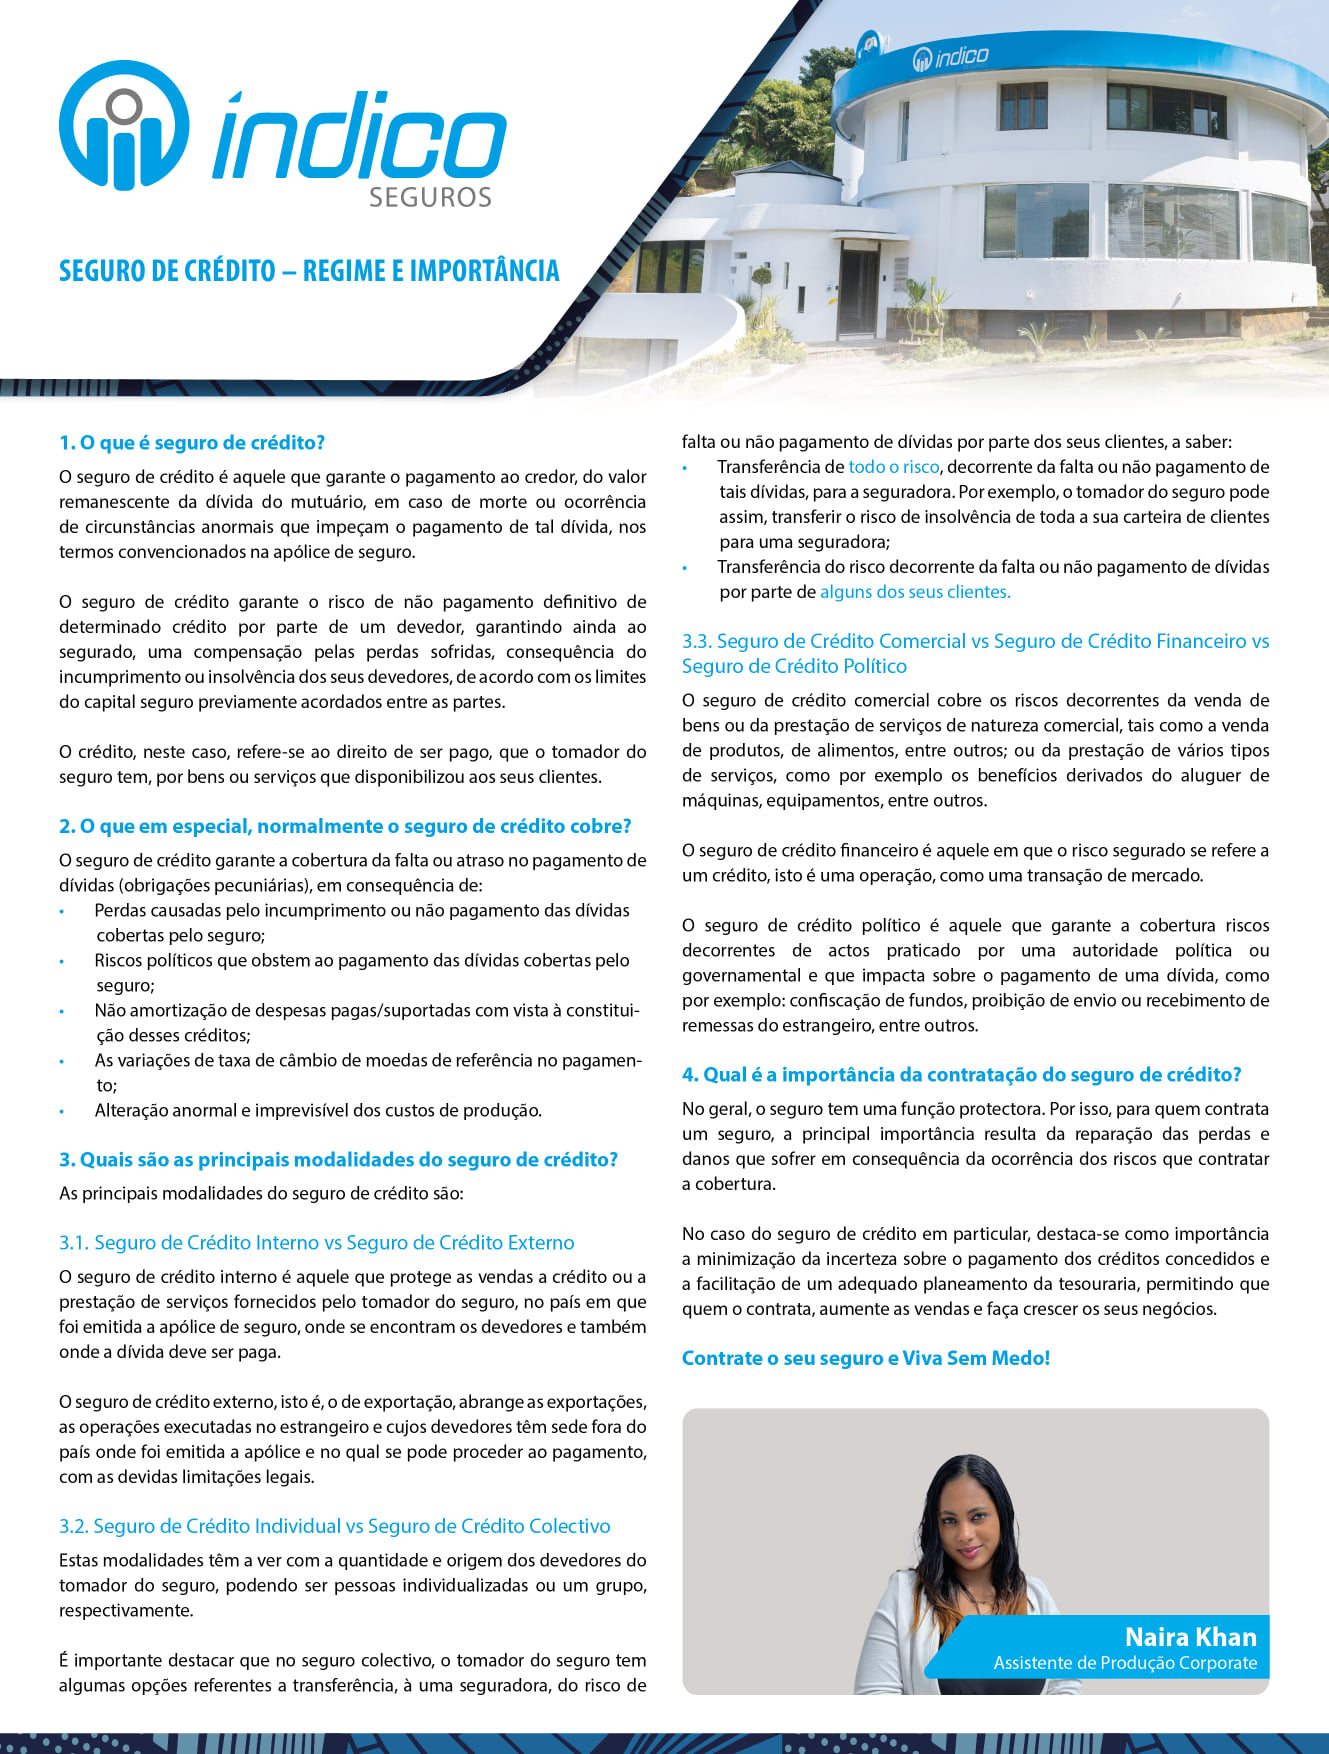 índico
SEGUROS
índico
SEGUROS
SEGURO DE CRÉDITO – REGIME E IMPORTÂNCIA
1. O que é seguro de crédito?
O seguro de crédito é aquele que garante o pagamento ao credor, do valor
remanescente da dívida do mutuário, em caso de morte ou ocorrência
de circunstâncias anormais que impeçam o pagamento de tal dívida, nos
termos convencionados na apólice de seguro.
O seguro de crédito garante o risco de não pagamento definitivo de
determinado crédito por parte de um devedor, garantindo ainda ao
segurado, uma compensação pelas perdas sofridas, consequência do
incumprimento ou insolvência dos seus devedores, de acordo com os limites
do capital seguro previamente acordados entre as partes.
O crédito, neste caso, refere-se ao direito de ser pago, que o tomador do
seguro tem, por bens ou serviços que disponibilizou aos seus clientes.
2. O que em especial, normalmente o seguro de crédito cobre?
O seguro de crédito garante a cobertura da falta ou atraso no pagamento de
dívidas (obrigações pecuniárias), em consequência de:
• Perdas causadas pelo incumprimento ou não pagamento das dívidas
cobertas pelo seguro;
• Riscos políticos que obstem ao pagamento das dívidas cobertas pelo
seguro;
• Não amortização de despesas pagas/suportadas com vista à constitui-
ção desses créditos;
• As variações de taxa de câmbio de moedas de referência no pagamen-
to;
• Alteração anormal e imprevisível dos custos de produção.
3. Quais são as principais modalidades do seguro de crédito?
As principais modalidades do seguro de crédito são:
3.1. Seguro de Crédito Interno vs Seguro de Crédito Externo
O seguro de crédito interno é aquele que protege as vendas a crédito ou a
prestação de serviços fornecidos pelo tomador do seguro, no país em que
foi emitida a apólice de seguro, onde se encontram os devedores e também
onde a dívida deve ser paga.
O seguro de crédito externo, isto é, o de exportação, abrange as exportações,
as operações executadas no estrangeiro e cujos devedores têm sede fora do
país onde foi emitida a apólice e no qual se pode proceder ao pagamento,
com as devidas limitações legais.
3.2. Seguro de Crédito Individual vs Seguro de Crédito Colectivo
Estas modalidades têm a ver com a quantidade e origem dos devedores do
tomador do seguro, podendo ser pessoas individualizadas ou um grupo,
respectivamente.
É importante destacar que no seguro colectivo, o tomador do seguro tem
algumas opções referentes a transferência, à uma seguradora, do risco de
falta ou não pagamento de dívidas por parte dos seus clientes, a saber:
• Transferência de todo o risco, decorrente da falta ou não pagamento de
tais dívidas, para a seguradora. Por exemplo, o tomador do seguro pode
assim, transferir o risco de insolvência de toda a sua carteira de clientes
para uma seguradora;
• Transferência do risco decorrente da falta ou não pagamento de dívidas
por parte de alguns dos seus clientes.
3.3. Seguro de Crédito Comercial vs Seguro de Crédito Financeiro vs
Seguro de Crédito Político
O seguro de crédito comercial cobre os riscos decorrentes da venda de
bens ou da prestação de serviços de natureza comercial, tais como a venda
de produtos, de alimentos, entre outros; ou da prestação de vários tipos
de serviços, como por exemplo os benefícios derivados do aluguer de
máquinas, equipamentos, entre outros.
O seguro de crédito financeiro é aquele em que o risco segurado se refere a
um crédito, isto é uma operação, como uma transação de mercado.
O seguro de crédito político é aquele que garante a cobertura riscos
decorrentes de actos praticado por uma autoridade política ou
governamental e que impacta sobre o pagamento de uma dívida, como
por exemplo: confiscação de fundos, proibição de envio ou recebimento de
remessas do estrangeiro, entre outros.
4. Qual é a importância da contratação do seguro de crédito?
No geral, o seguro tem uma função protectora. Por isso, para quem contrata
um seguro, a principal importância resulta da reparação das perdas e
danos que sofrer em consequência da ocorrência dos riscos que contratar
a cobertura.
No caso do seguro de crédito em particular, destaca-se como importância
a minimização da incerteza sobre o pagamento dos créditos concedidos e
a facilitação de um adequado planeamento da tesouraria, permitindo que
quem o contrata, aumente as vendas e faça crescer os seus negócios.
Contrate o seu seguro e Viva Sem Medo!
Naira Khan
Assistente de Produção Corporate